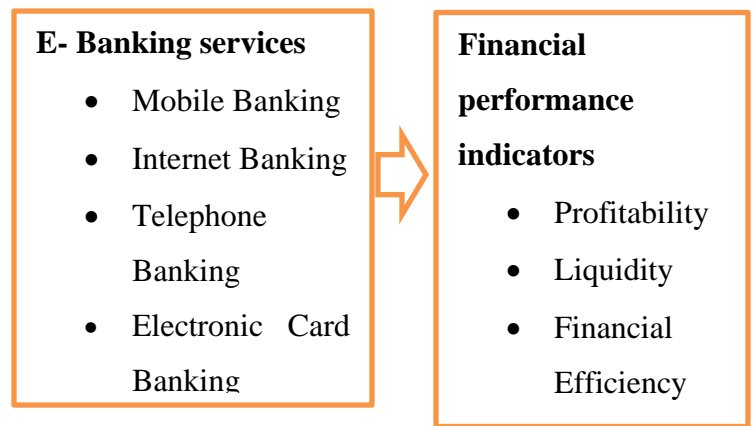 E- Banking services
• Mobile Banking
• Internet Banking
• Telephone
Banking
• Electronic Card
Banking
Financial
performance
indicators
• Profitability
• Liquidity
• Financial
Efficiency